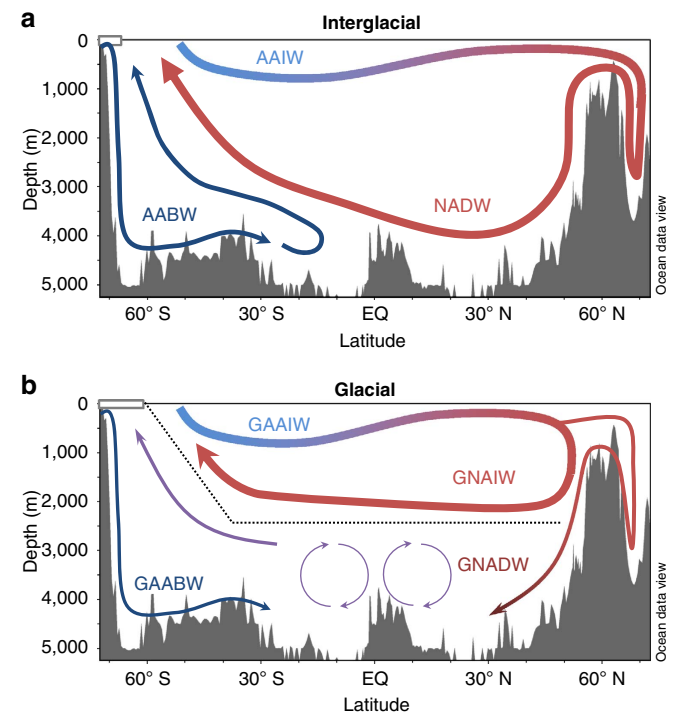 a
Interglacial
0
1,000
2,000
3,000
4,000
5,000
Depth (m)
AAIW
AABW
NADW
Ocean data view
60° S
30° S
EQ
30° N
60° N
Latitude
b
Glacial
0
1,000
2,000
3,000
4,000
5,000
Depth (m)
GAAIW
GNAIW
GNADW
GAABW
Ocean data view
60° S
30° S
EQ
30° N
60° N
Latitude